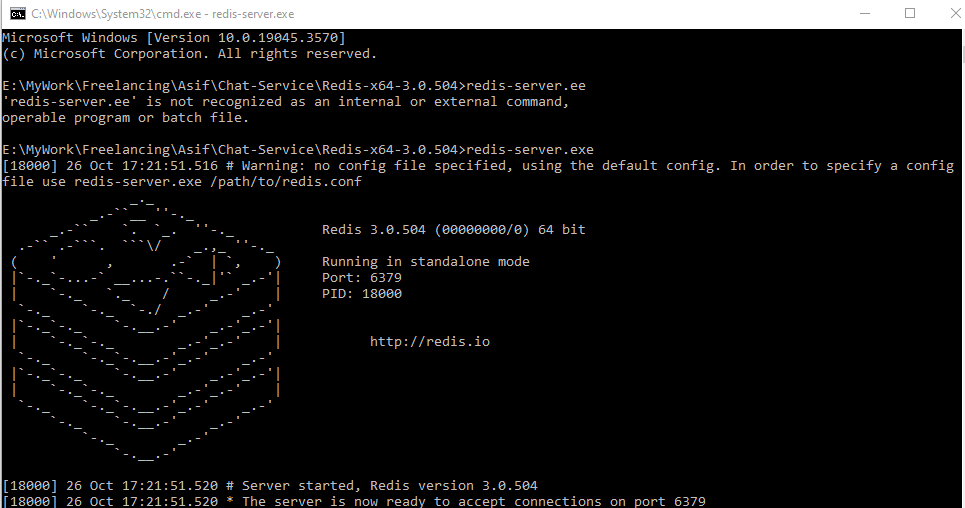 C:\Windows\System32\cmd.exe - redis-server.exe
Microsoft Windows [Version 10.0.19045.3570]
(c) Microsoft Corporation. All rights reserved.
E:\MyWork\Freelancing\Asif\Chat-Service\Redis-x64-3.0.504>redis-server.ee
'redis-server.ee' is not recognized as an internal or external command,
operable program or batch file.
E:\MyWork\Freelancing\Asif\Chat-Service\Redis-x64-3.0.504>redis-server.exe
[18000] 26 Oct 17:21:51.516 # Warning: no config file specified, using the default config. In order to specify a config
file use redis-server.exe /path/to/redis.conf
Redis 3.0.504 (00000000/0) 64 bit
Running in standalone mode
Port: 6379
PID: 18000
http://redis.io
[18000] 26 Oct 17:21:51.520 # Server started, Redis version 3.0.504
[18000] 26 Oct 17:21:51.520 * The server is now ready to accept connections on port 6379